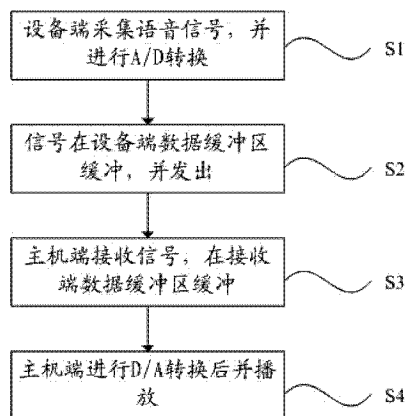 设备端采集语音信号，并
进行A/D转换
S1
信号在设备端数据缓冲区
缓冲，并发出
S2
主机端接收信号，在接收
端数据缓冲区缓冲
S3
主机端进行D/A转换后并播
放
S4